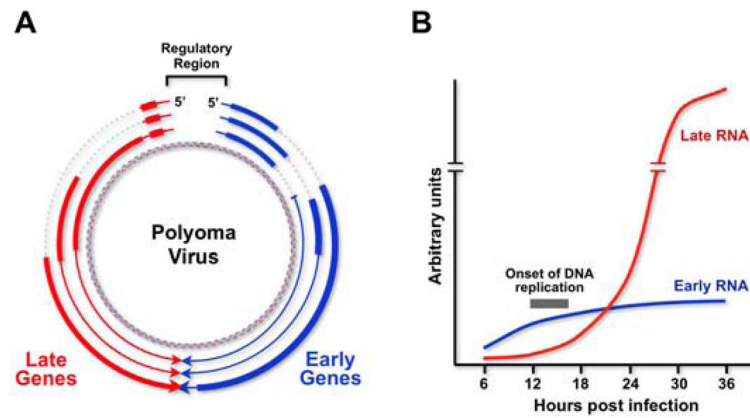 A
Regulatory
Region
5' 5'
Polyoma
Virus
Late
Genes
Early
Genes
B
Arbitrary units
Late RNA
Onset of DNA
replication
Early RNA
6 12 18 24 30 36
Hours post infection